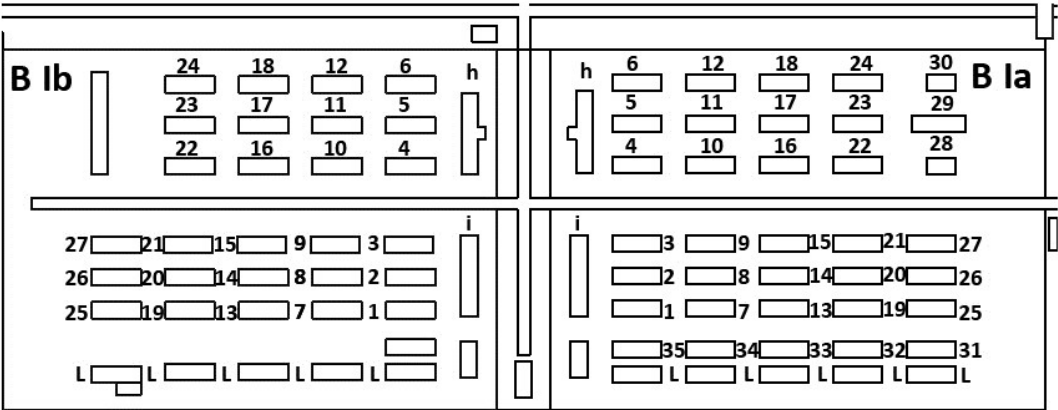 24 18 12 6 h h 6 12 18 24 30
B Ib B Ia
23 17 11 5 5 11 17 23 29
22 16 10 4 4 10 16 22 28
i i
27 21 15 9 3 3 9 15 21 27
26 20 14 8 2 2 8 14 20 26
25 19 13 7 1 1 7 13 19 25
35 34 33 32 31
L L L L L L L L L L